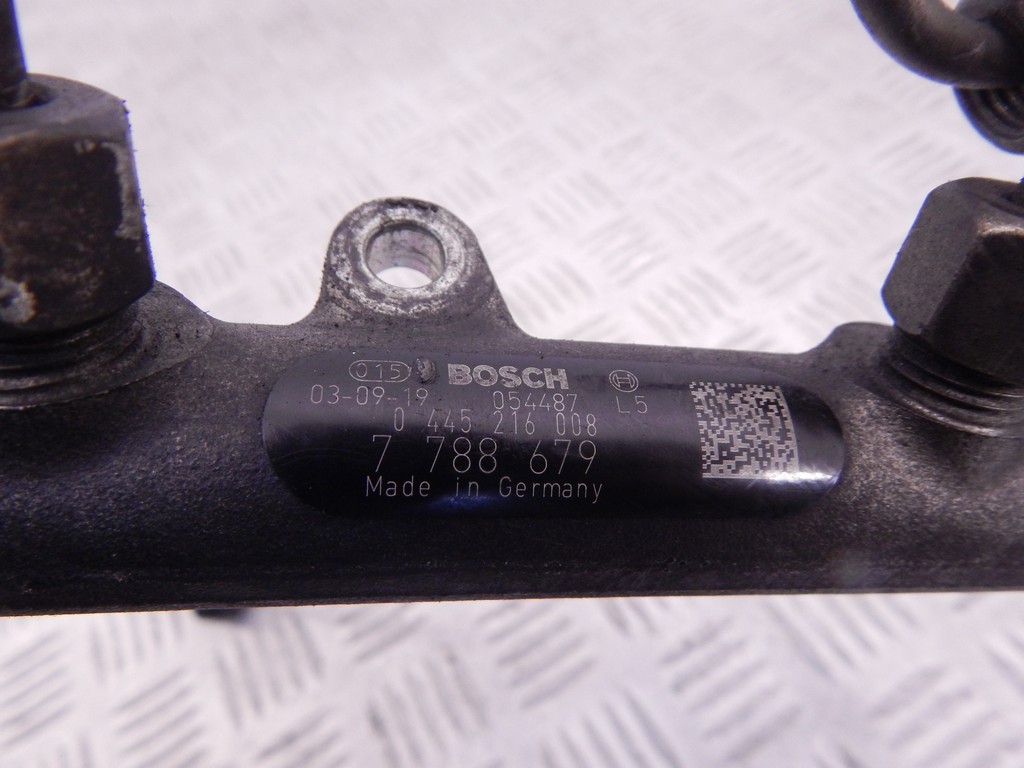 015 BOSCH H
03-09-19 054487 L5
0 445 216 008
7 788 679
Made in Germany